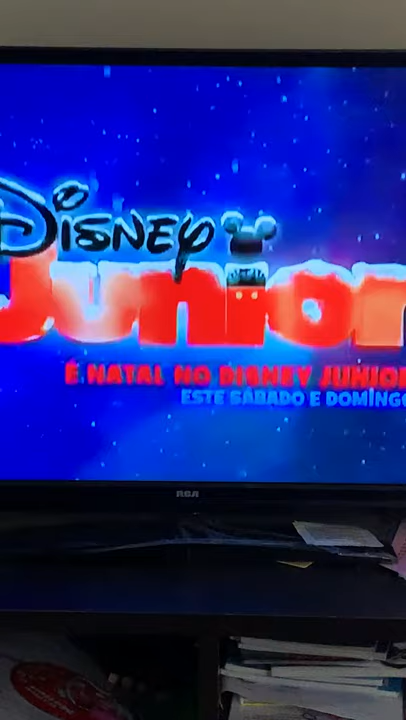 Disney
Junior
É NATAL NO DISNEY JUNIOR
ESTE SÁBADO E DOMINGO
RCA